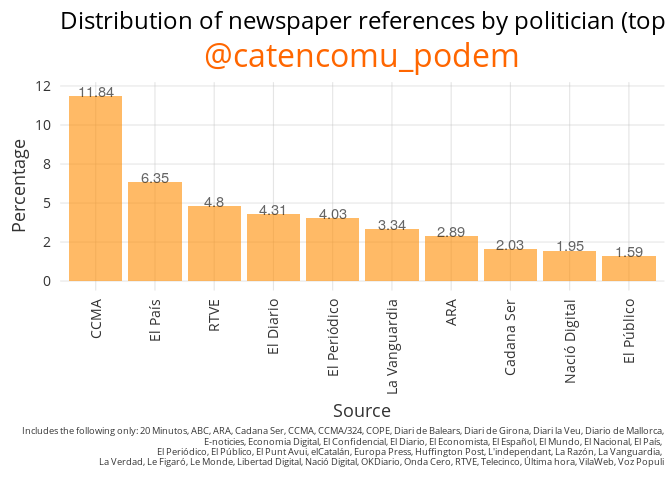 Distribution of newspaper references by politician (top
@catencomu_podem
Percentage
12
10
8
5
2
0
11.84
6.35
4.8
4.31
4.03
3.34
2.89
2.03
1.95
1.59
CCMA
El País
RTVE
El Diario
El Periódico
La Vanguardia
ARA
Cadana Ser
Nació Digital
El Público
Source
Includes the following only: 20 Minutos, ABC, ARA, Cadana Ser, CCMA, CCMA/324, COPE, Diari de Balears, Diari de Girona, Diari la Veu, Diario de Mallorca,
E-noticies, Economia Digital, El Confidencial, El Diario, El Economista, El Español, El Mundo, El Nacional, El País,
El Periódico, El Público, El Punt Avui, elCatalán, Europa Press, Huffington Post, L'independant, La Razón, La Vanguardia,
La Verdad, Le Figaró, Le Monde, Libertad Digital, Nació Digital, OKDiario, Onda Cero, RTVE, Telecinco, Última hora, VilaWeb, Voz Populi